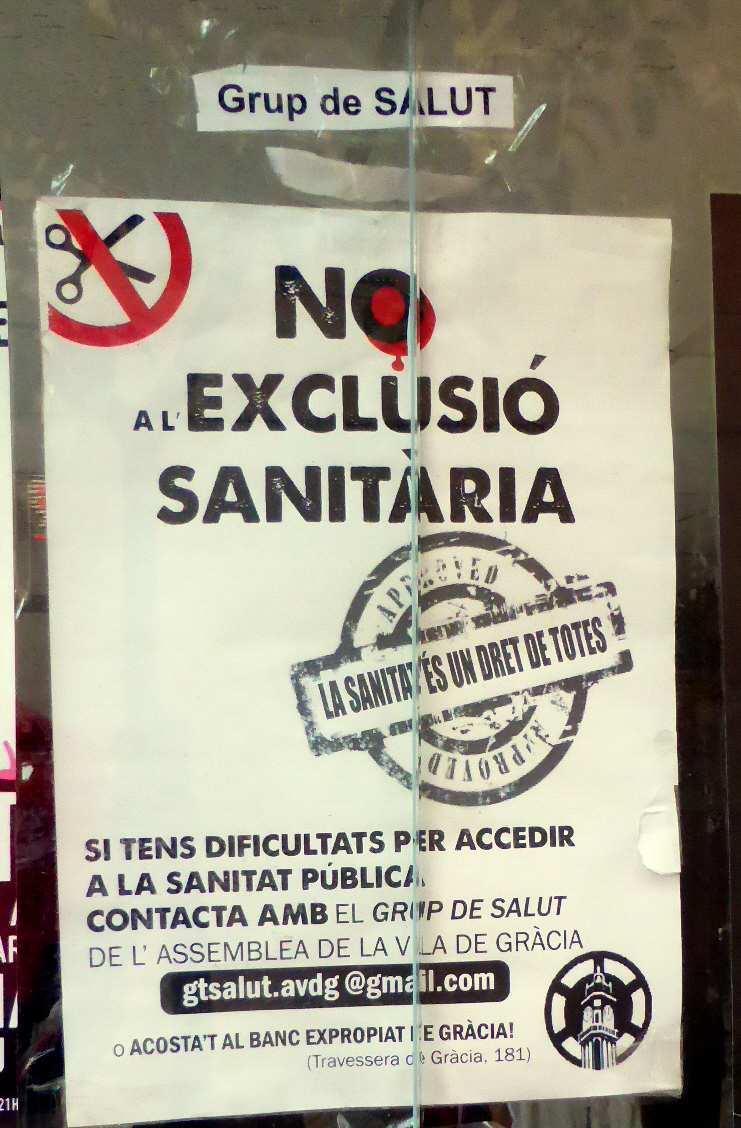 Grup de SALUT
NO
A L'EXCLUSIÓ
SANITÀRIA
APPROVED
LA SANITAT ÉS UN DRET DE TOTES
APPROVED
SI TENS DIFICULTATS PER ACCEDIR
A LA SANITAT PÚBLICA
CONTACTA AMB EL GRUP DE SALUT
DE L' ASSEMBLEA DE LA VILA DE GRÀCIA
gtsalut.avdg @gmail.com
O ACOSTA'T AL BANC EXPROPIAT DE GRÀCIA!
(Travessera de Gràcia, 181)
21H